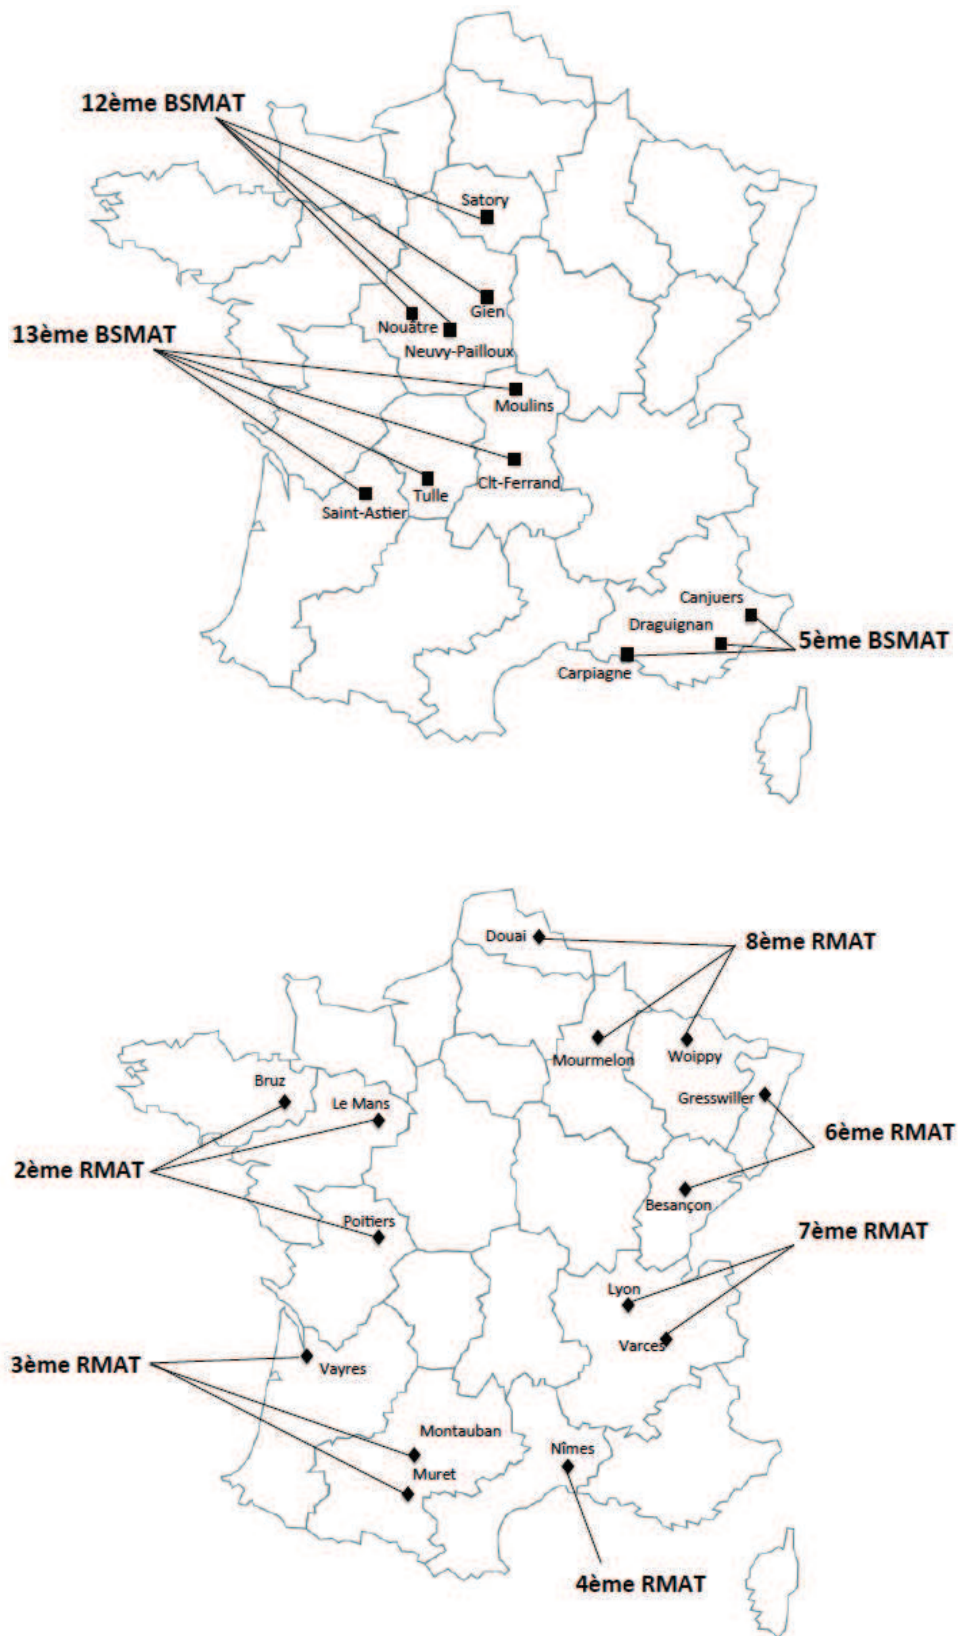 12ème BSMAT
Satory
Gien
Nouâtre
Neuvy-Pailloux
13ème BSMAT
Moulins
Clt-Ferrand
Tulle
Saint-Astier
Canjuers
Draguignan
5ème BSMAT
Carpiagne
Douai
8ème RMAT
Mourmelon
Woippy
Bruz
Le Mans
Gresswiller
6ème RMAT
2ème RMAT
Besançon
Poitiers
7ème RMAT
Lyon
Varces
3ème RMAT
Vayres
Montauban
Nîmes
Muret
4ème RMAT